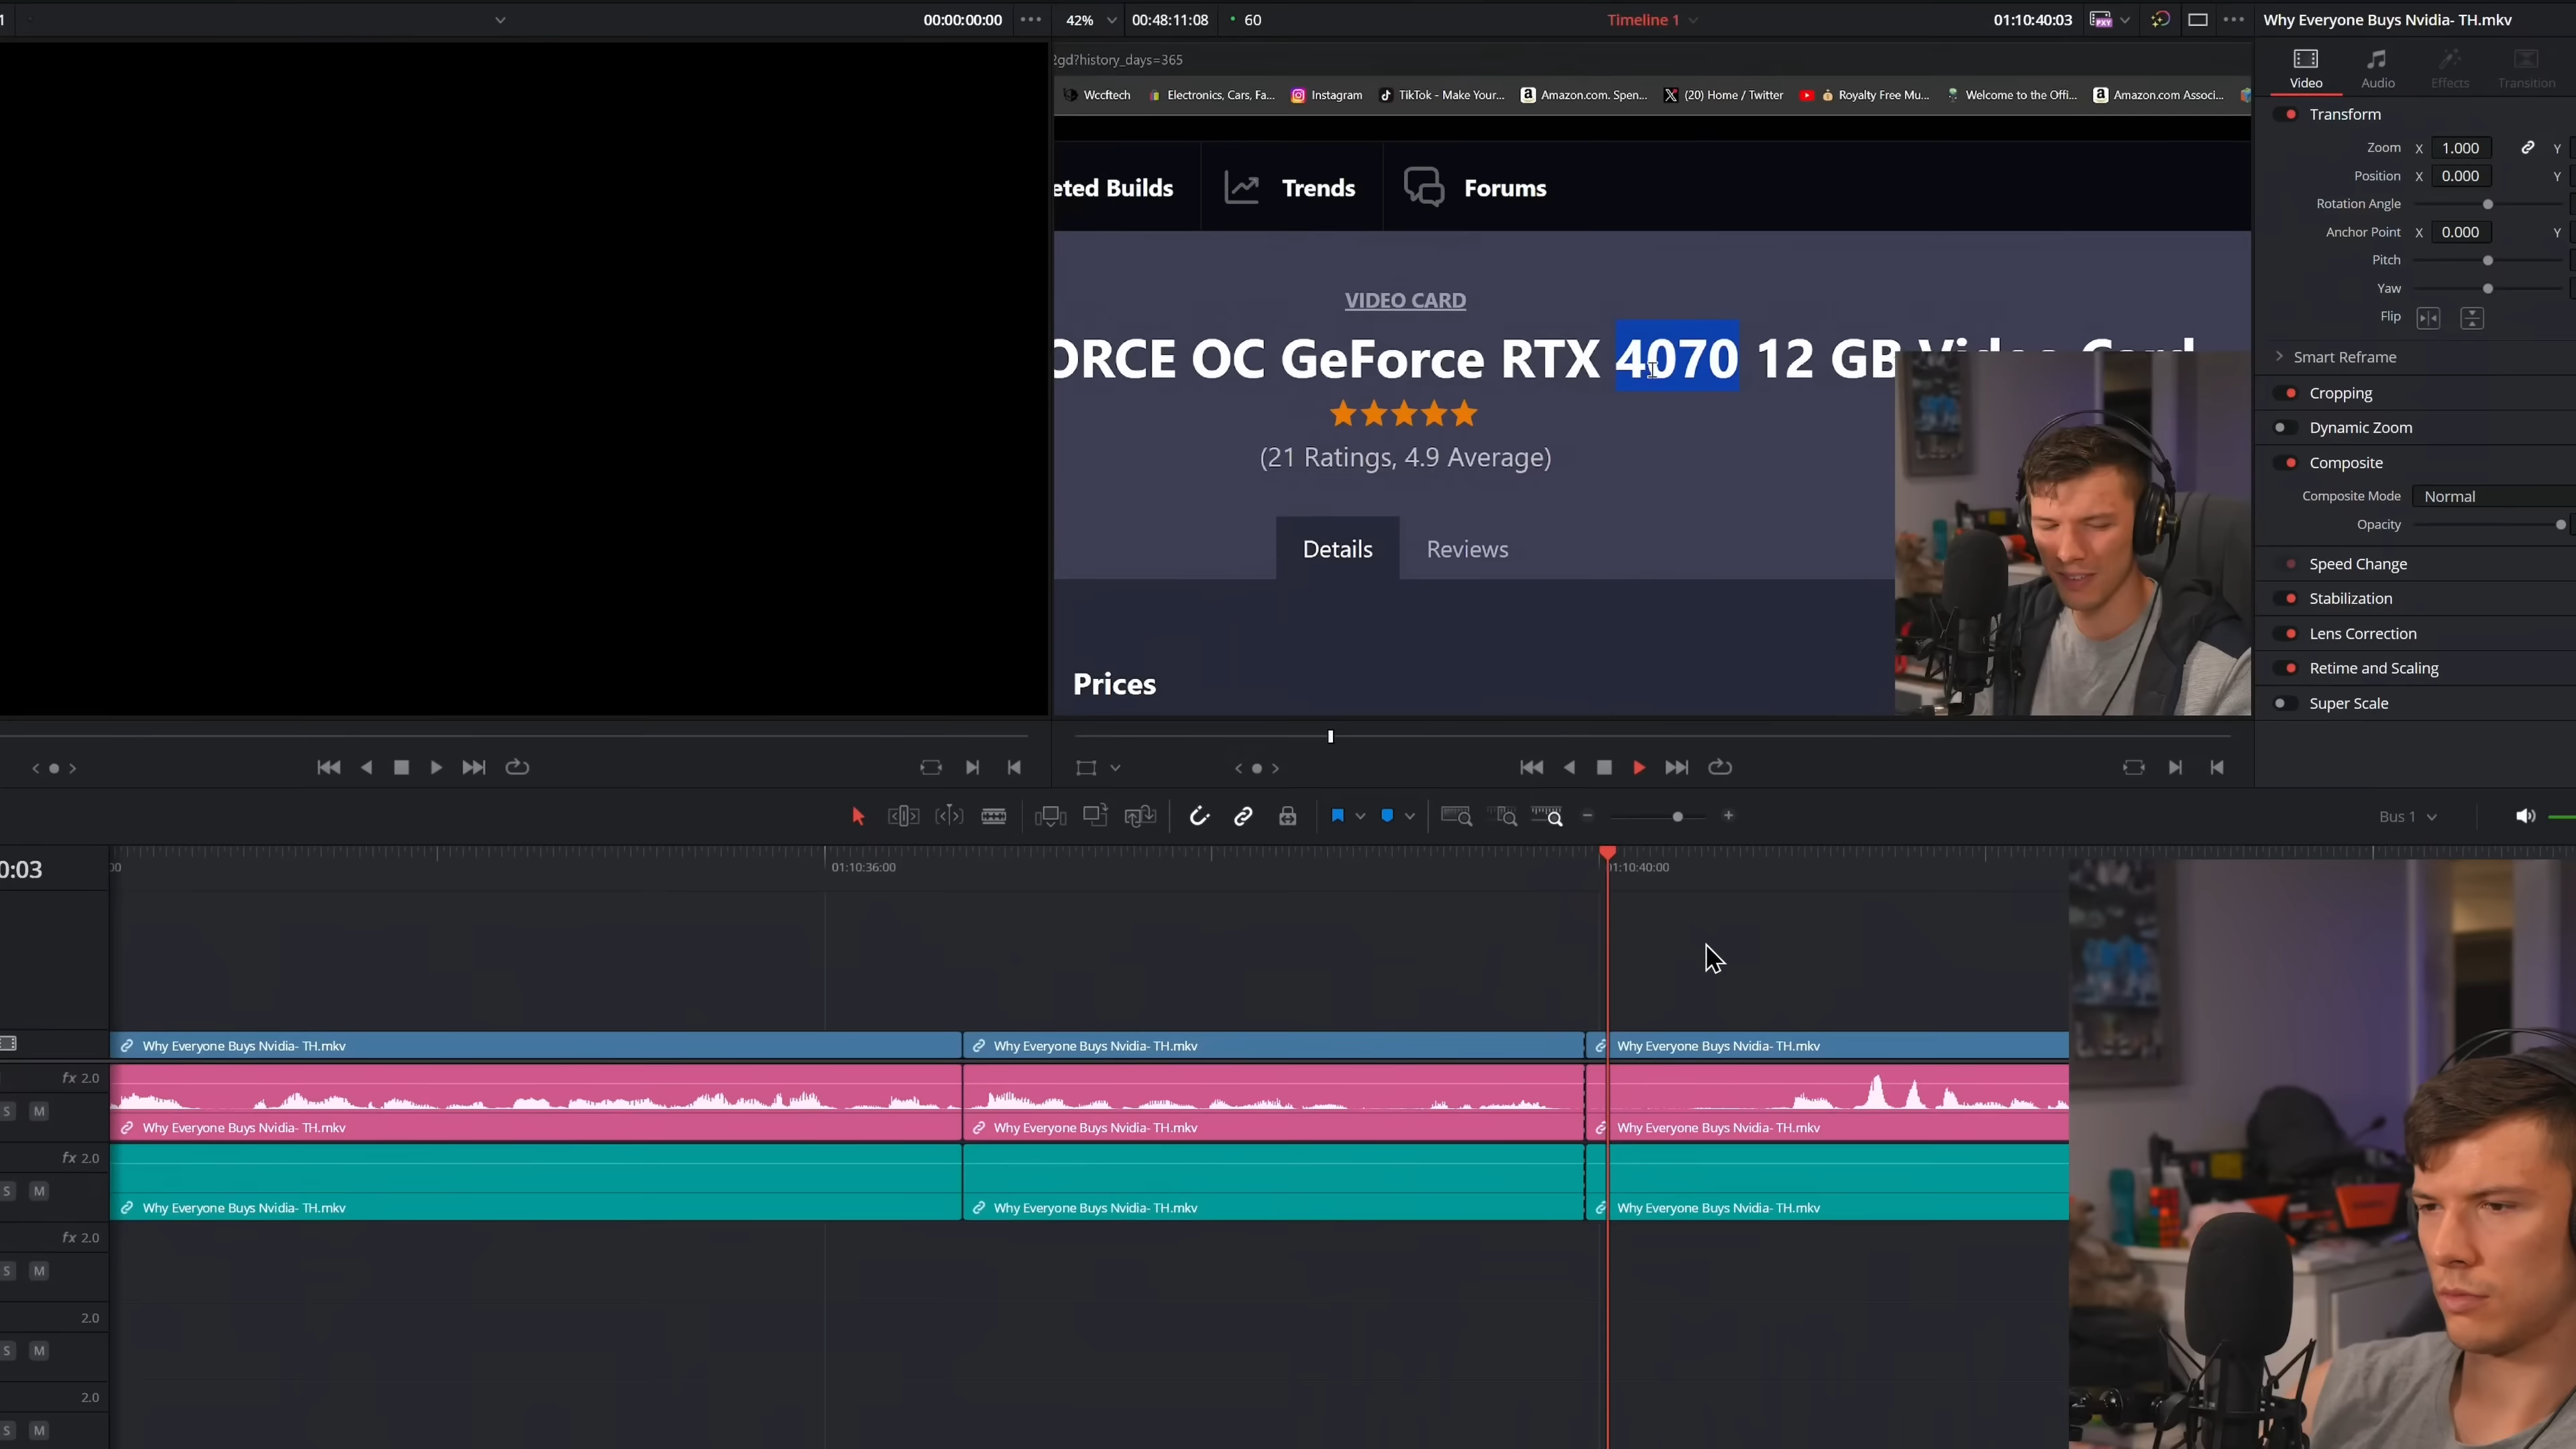 00:00:00:00
42%
00:48:11:08
60
Timeline 1
01:10:40:03
PXY
Why Everyone Buys Nvidia- TH.mkv
2gd?history_days=365
Wccftech
Electronics, Cars, Fa...
Instagram
TikTok - Make Your...
Amazon.com. Spen...
(20) Home / Twitter
Royalty Free Mu...
Welcome to the Offi...
Amazon.com Associ...
eted Builds
Trends
Forums
VIDEO CARD
ORCE OC GeForce RTX 4070 12 GB Video Card
(21 Ratings, 4.9 Average)
Details
Reviews
Prices
Video
Audio
Effects
Transition
Transform
Zoom X 1.000 Y
Position X 0.000 Y
Rotation Angle
Anchor Point X 0.000 Y
Pitch
Yaw
Flip
Smart Reframe
Cropping
Dynamic Zoom
Composite
Composite Mode Normal
Opacity
Speed Change
Stabilization
Lens Correction
Retime and Scaling
Super Scale
Bus 1
0:03
00
01:10:36:00
01:10:40:00
Why Everyone Buys Nvidia- TH.mkv
Why Everyone Buys Nvidia- TH.mkv
Why Everyone Buys Nvidia- TH.mkv
fx 2.0
S M
Why Everyone Buys Nvidia- TH.mkv
Why Everyone Buys Nvidia- TH.mkv
Why Everyone Buys Nvidia- TH.mkv
fx 2.0
S M
Why Everyone Buys Nvidia- TH.mkv
Why Everyone Buys Nvidia- TH.mkv
Why Everyone Buys Nvidia- TH.mkv
fx 2.0
S M
2.0
S M
2.0
S M